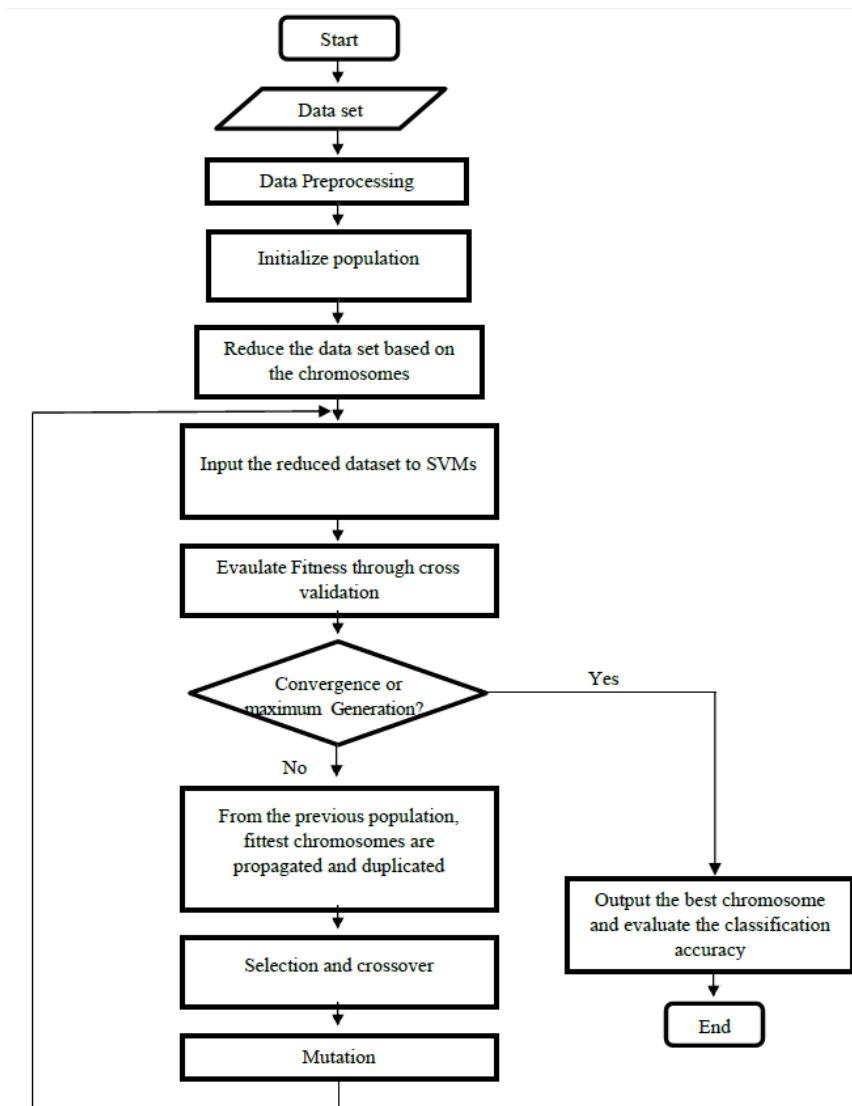 Start
Data set
Data Preprocessing
Initialize population
Reduce the data set based on
the chromosomes
Input the reduced dataset to SVMs
Evaulate Fitness through cross
validation
Convergence or
maximum Generation?
Yes
No
From the previous population,
fittest chromosomes are
propagated and duplicated
Output the best chromosome
and evaluate the classification
accuracy
Selection and crossover
End
Mutation